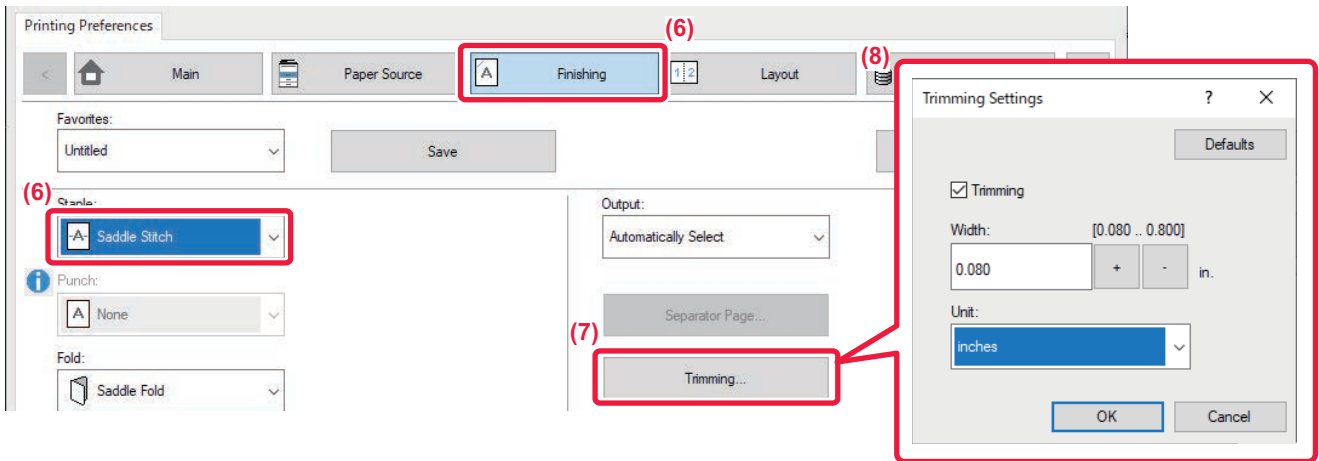 Printing Preferences
(6)
(8)
< Main Paper Source A Finishing 1 2 Layout
Favorites:
Untitled Save
(6)
Staple:
-A- Saddle Stitch
Punch:
A None
Fold:
Saddle Fold
Output:
Automatically Select
Separator Page...
(7)
Trimming...
Trimming Settings ? X
Defaults
Trimming
Width: [0.080 .. 0.800]
0.080 + - in.
Unit:
inches
OK Cancel